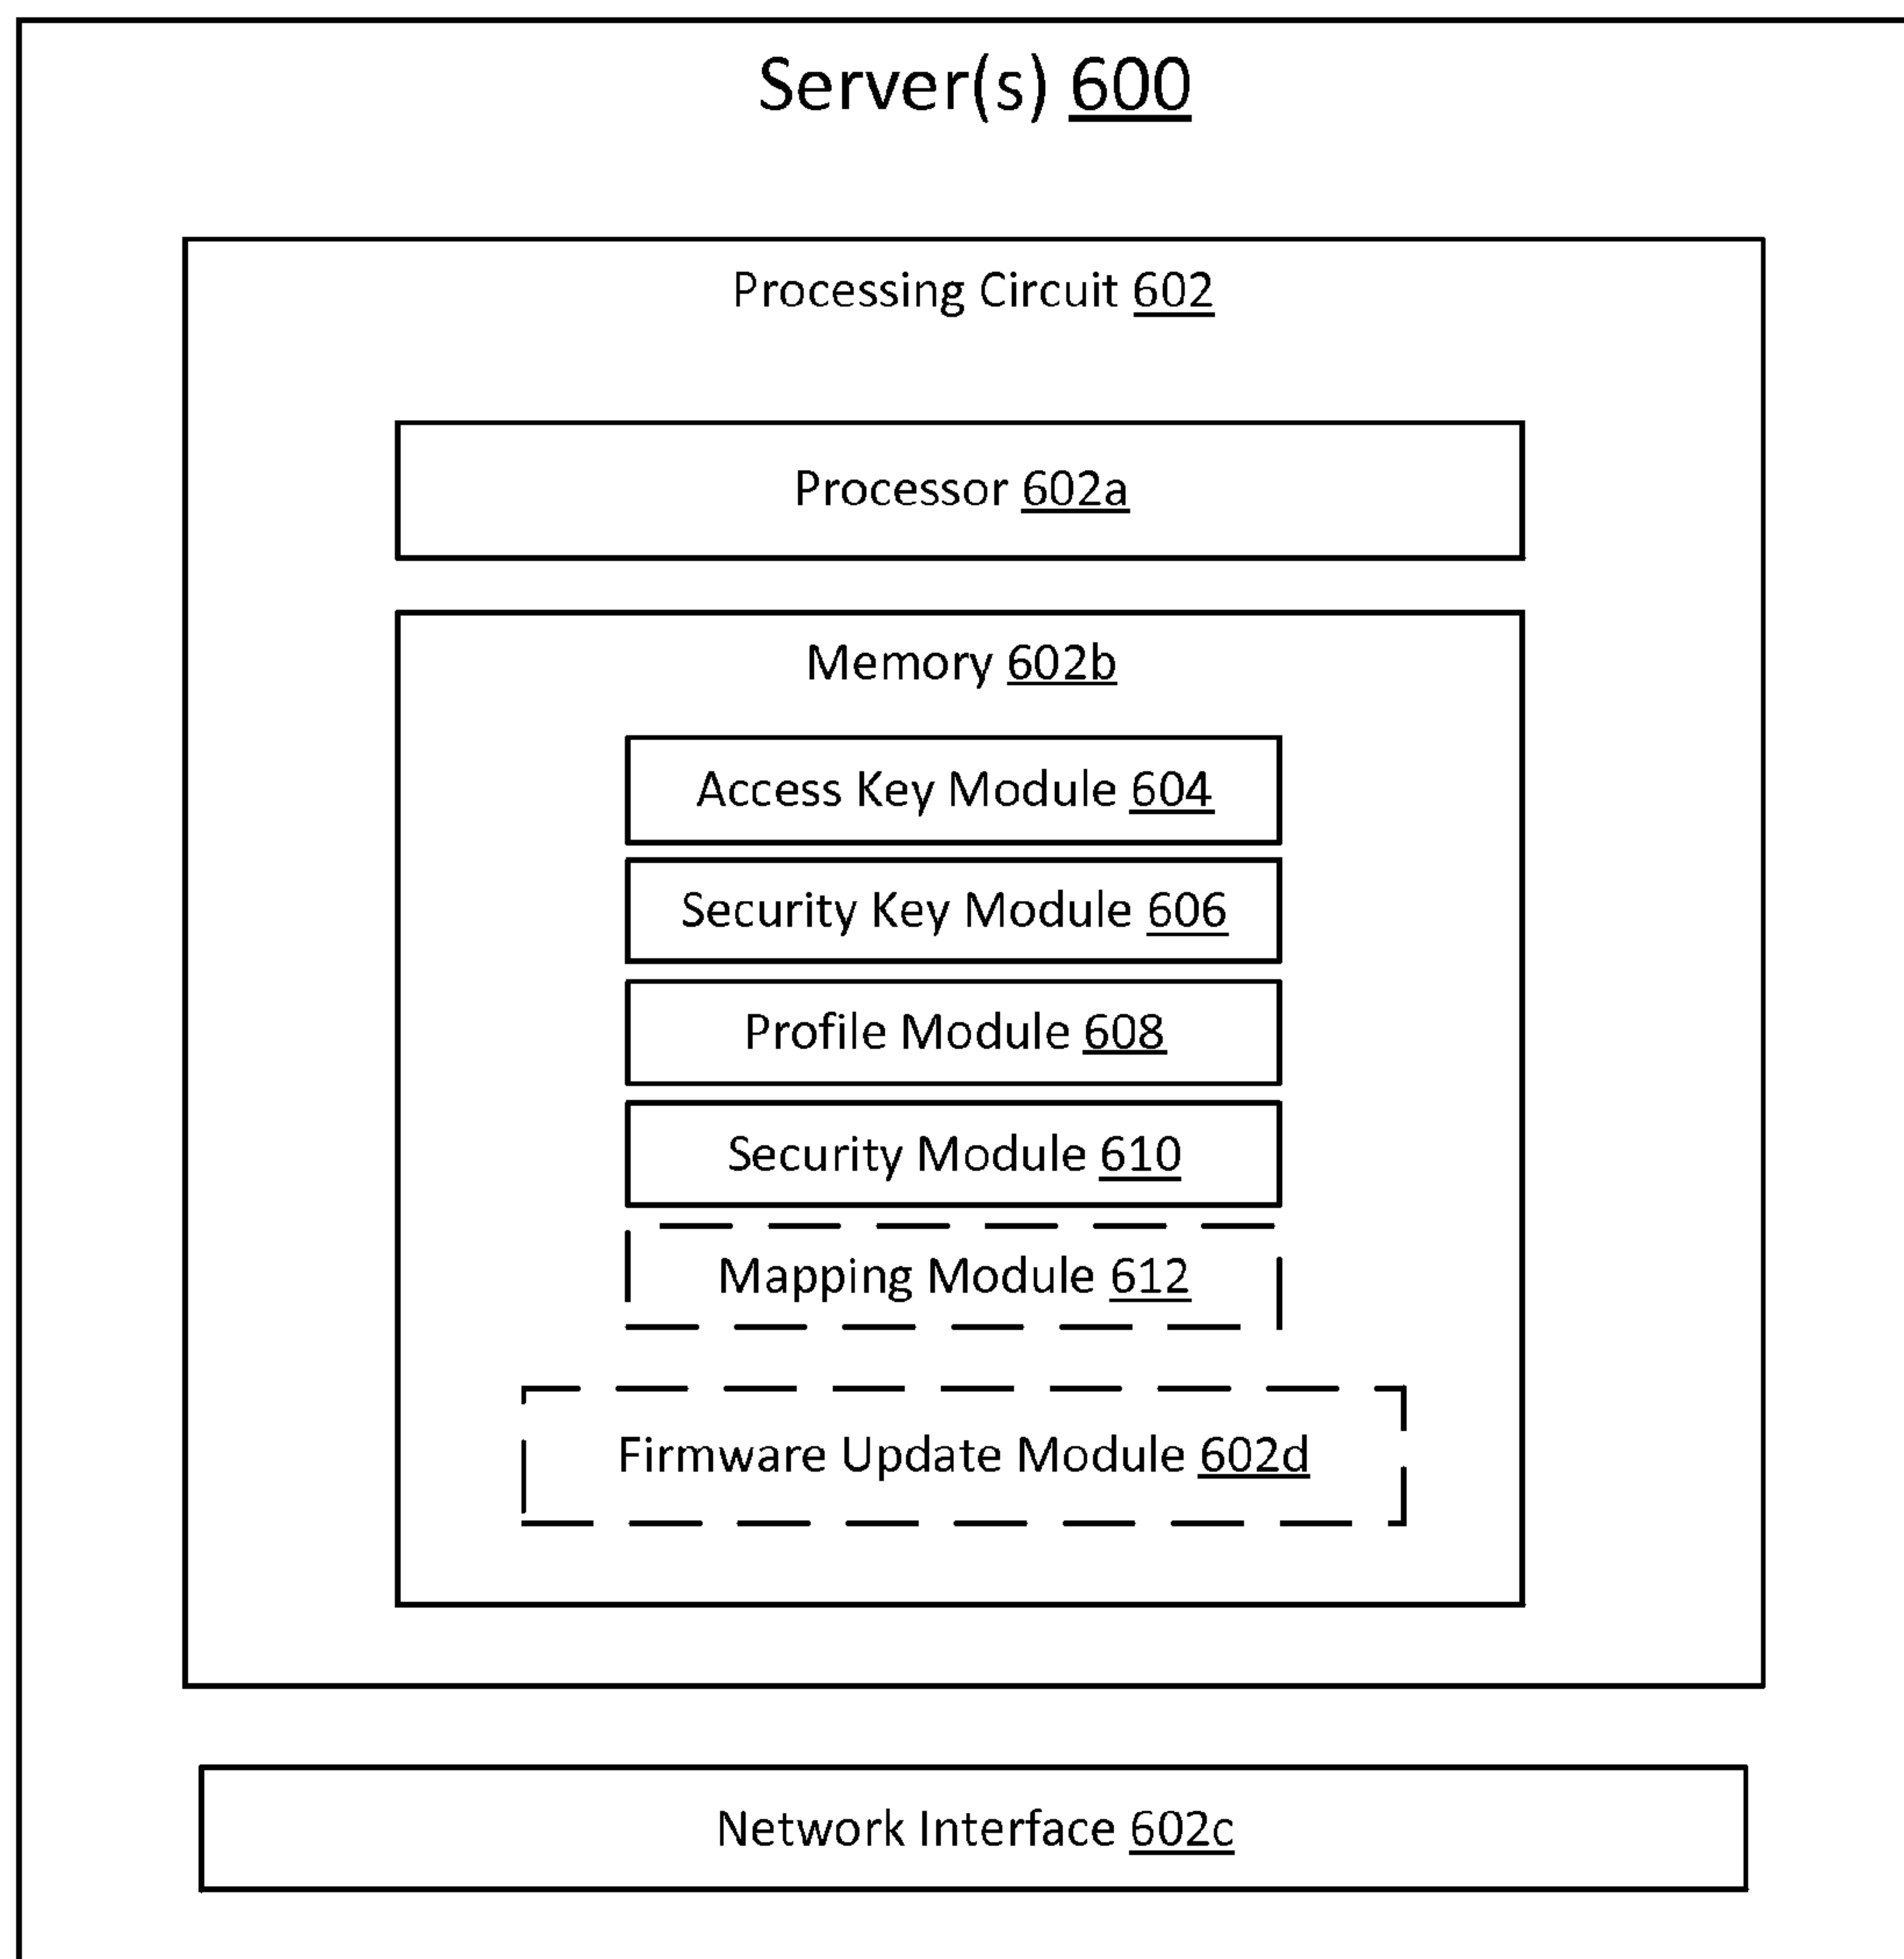 Server(s) 600
Processing Circuit 602
Processor 602a
Memory 602b
Access Key Module 604
Security Key Module 606
Profile Module 608
Security Module 610
Mapping Module 612
Firmware Update Module 602d
Network Interface 602c